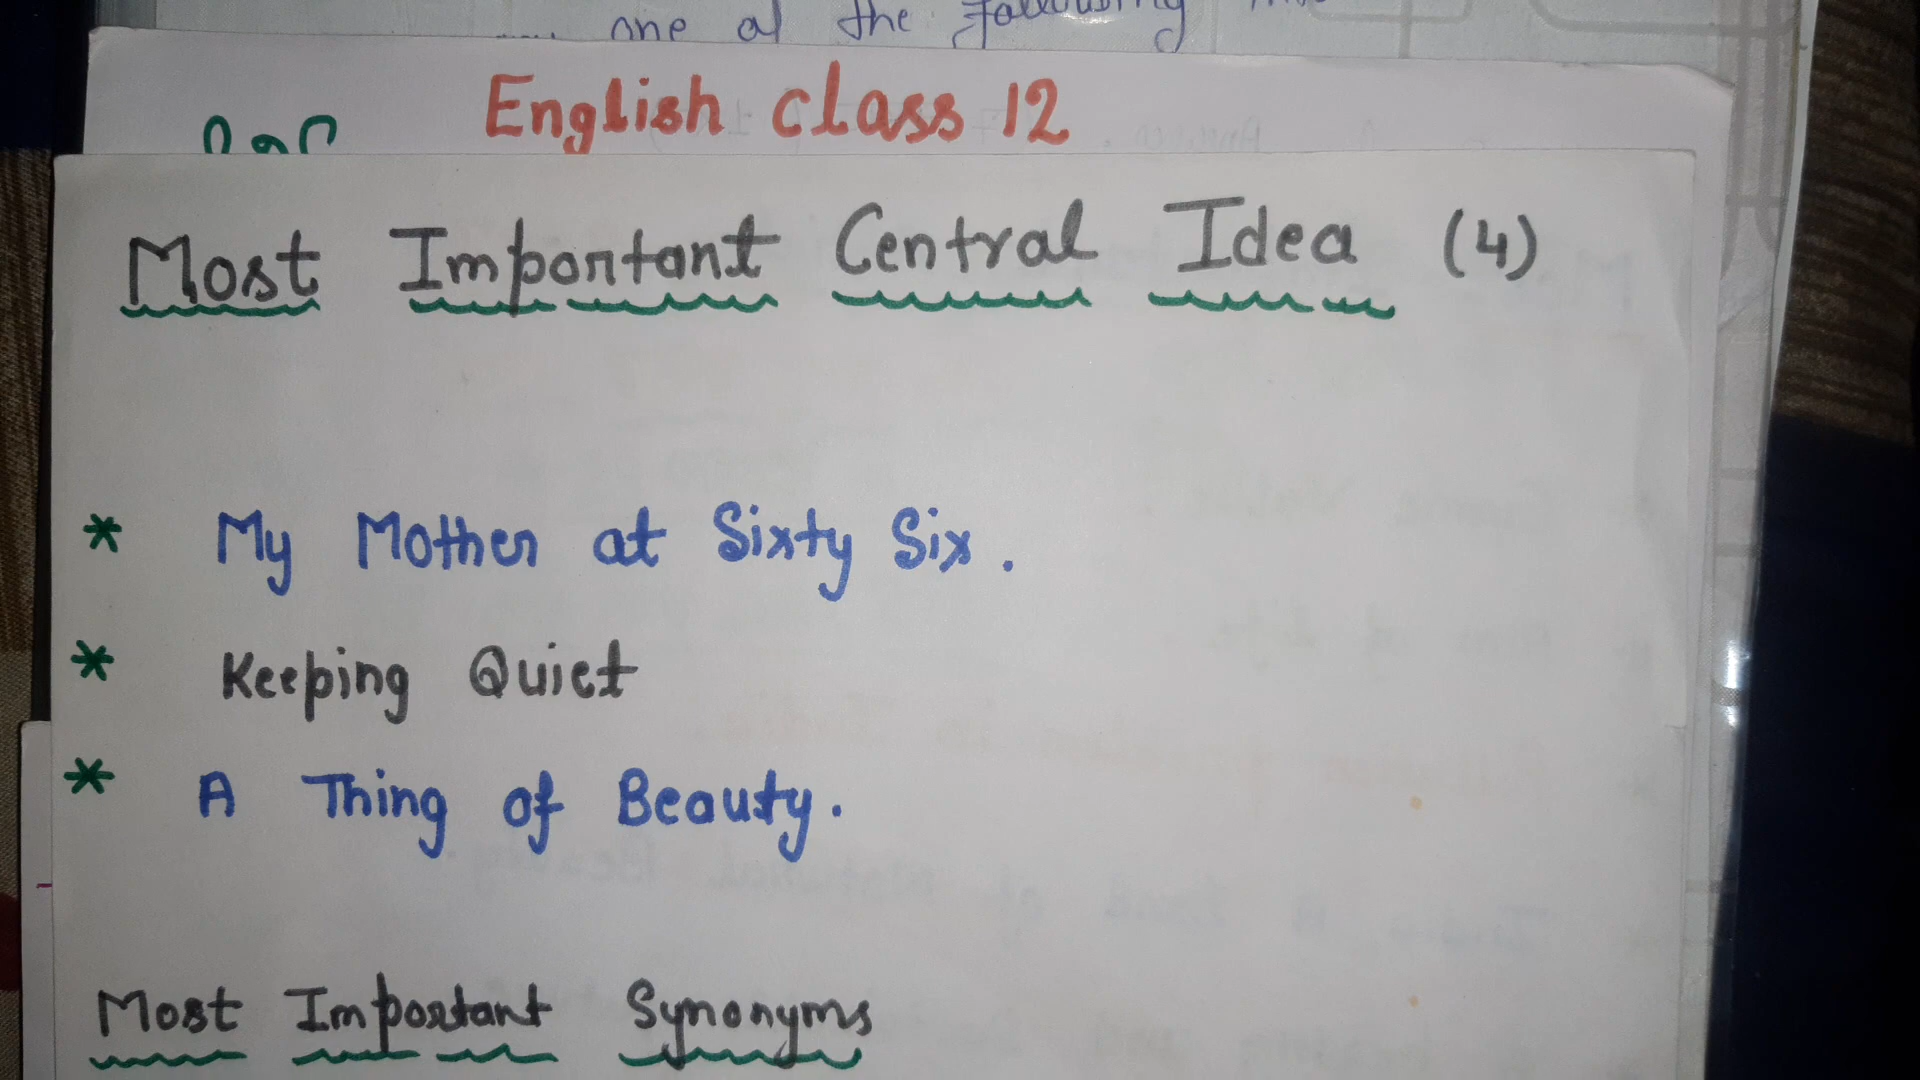 one of the following
English class 12
Most Important Central Idea (4)
* My Mother at Sixty Six.
* Keeping Quiet
* A Thing of Beauty.
Most Important Synonyms